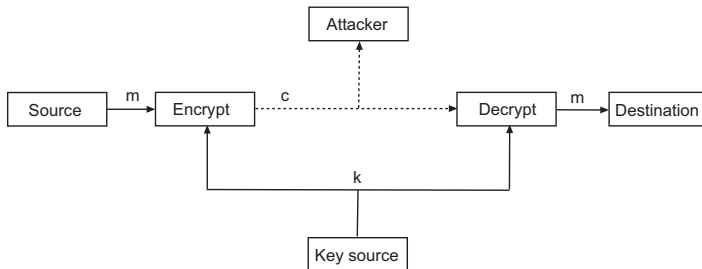 Attacker
m
c
m
Source
Encrypt
Decrypt
Destination
k
Key source